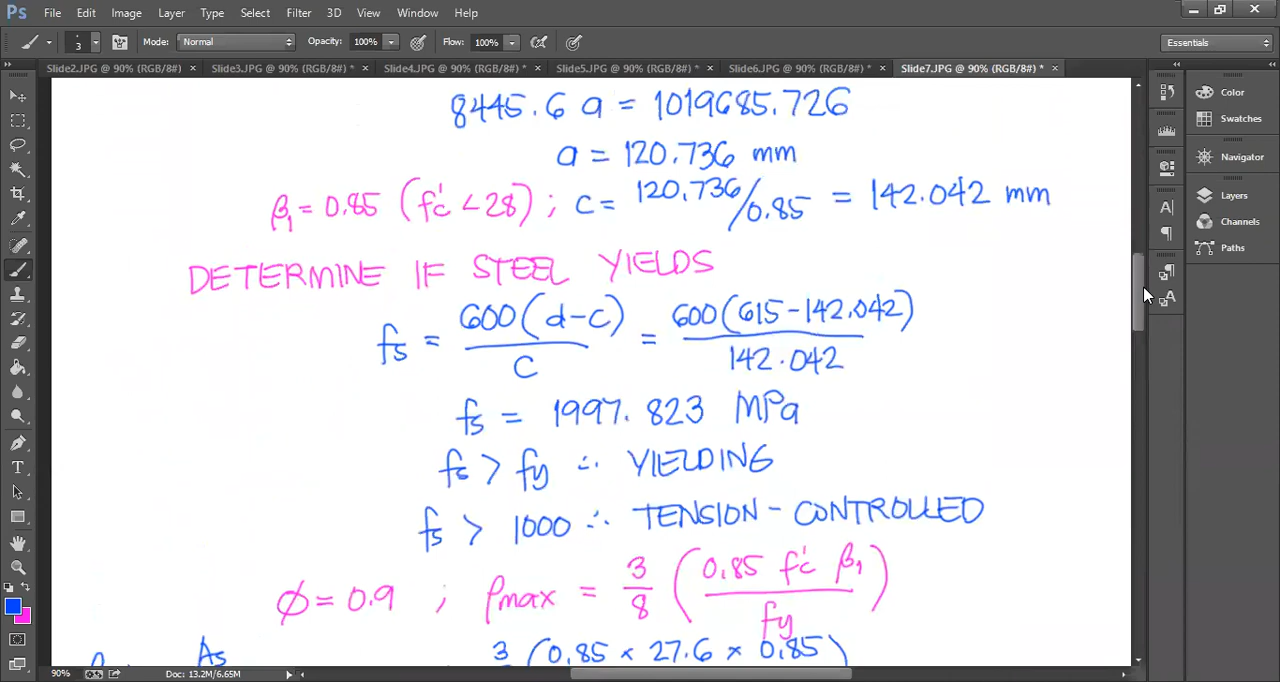 Ps File Edit Image Layer Type Select Filter 3D View Window Help
3 Mode: Normal Opacity: 100% Flow: 100% Essentials
Slide2.JPG @ 90% (RGB/8#) × Slide3.JPG @ 90% (RGB/8#) * × Slide4.JPG @ 90% (RGB/8#) * × Slide5.JPG @ 90% (RGB/8#) * × Slide6.JPG @ 90% (RGB/8#) * × Slide7.JPG @ 90% (RGB/8#) * ×
8445.6 a = 1019685.726
a = 120.736 mm
β1 = 0.85 (f'c < 28) ; c = 120.736/0.85 = 142.042 mm
DETERMINE IF STEEL YIELDS
fs = 600(d-c)/c = 600(615-142.042)/142.042
fs = 1997.823 MPa
fs > fy ∴ YIELDING
fs > 1000 ∴ TENSION-CONTROLLED
φ = 0.9 ; ρmax = 3/8 (0.85 f'c β1 / fy)
As 3 (0.85 × 27.6 × 0.85)
Color
Swatches
Navigator
Layers
Channels
Paths
90% Doc: 13.2M/6.65M